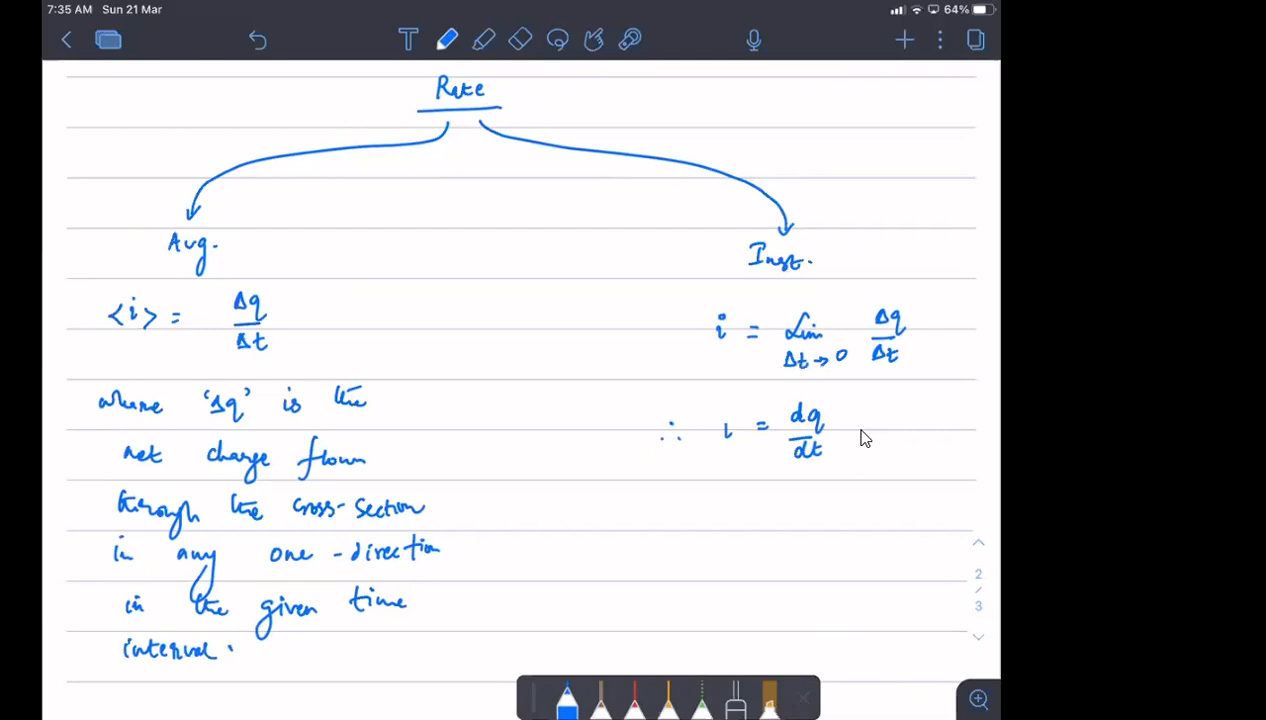 7:35 AM Sun 21 Mar 64%
T
Rate
Avg.
Inst.
<i> = Δq/Δt
i = Lim Δt→0 Δq/Δt
where 'Δq' is the
∴ i = dq/dt
net charge flown
through the cross-section
in any one-direction
in the given time
interval.
2
/
3